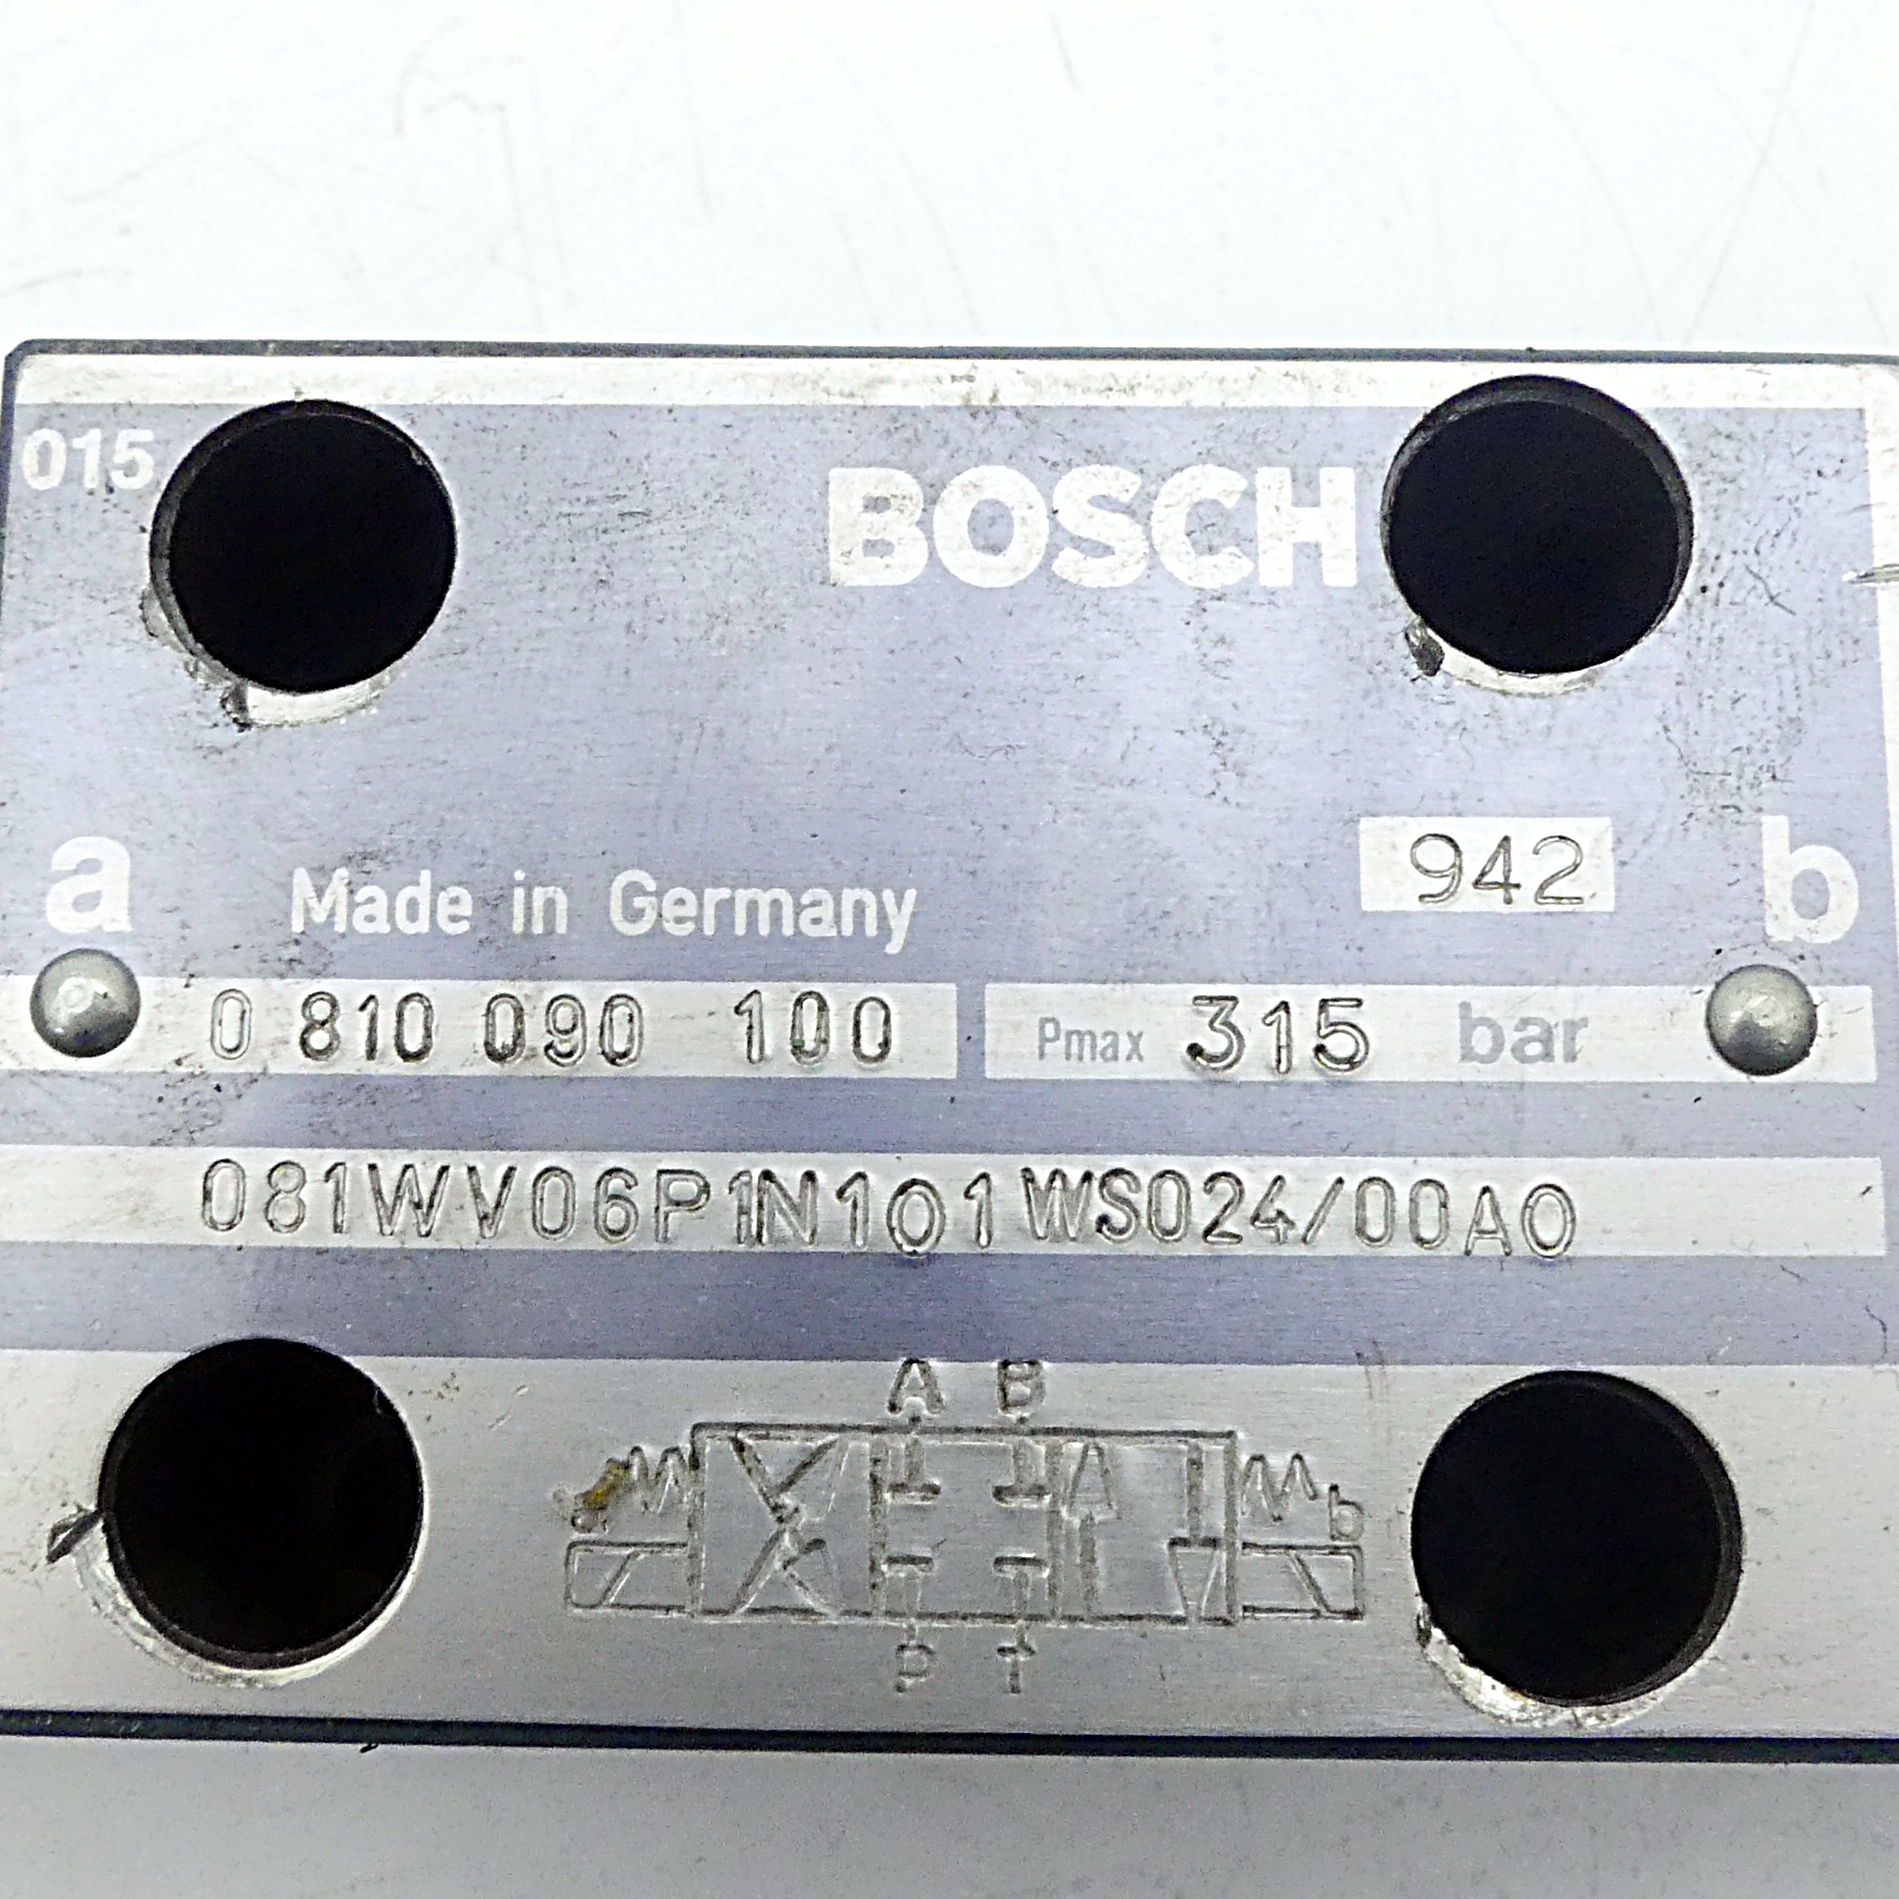 015
BOSCH
942
a
b
Made in Germany
0 810 090 100
Pmax 315 bar
081WV06P1N101WS024/00A0
A B
a
b
P T